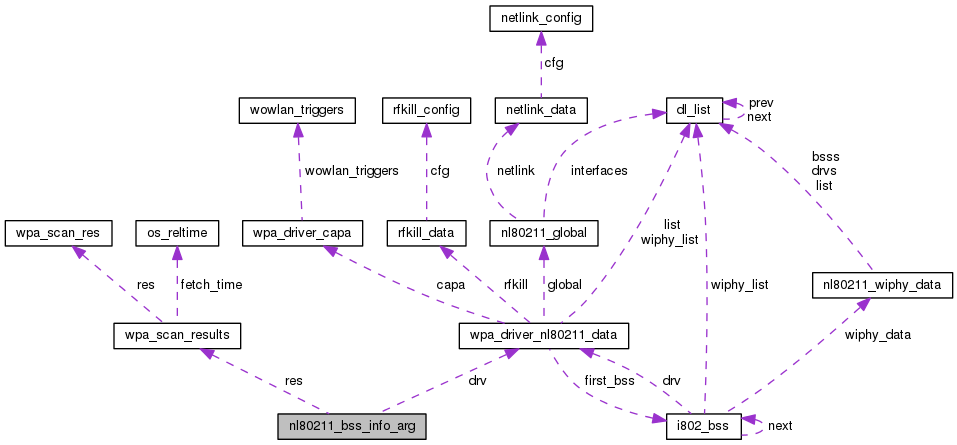 netlink_config
cfg
wowlan_triggers
rfkill_config
netlink_data
dl_list
prev
next
wowlan_triggers
cfg
netlink
interfaces
bsss
drvs
list
wpa_scan_res
os_reltime
wpa_driver_capa
rfkill_data
nl80211_global
list
wiphy_list
res
fetch_time
capa
rfkill
global
wiphy_list
nl80211_wiphy_data
wpa_scan_results
wpa_driver_nl80211_data
wiphy_data
res
drv
first_bss
drv
nl80211_bss_info_arg
i802_bss
next